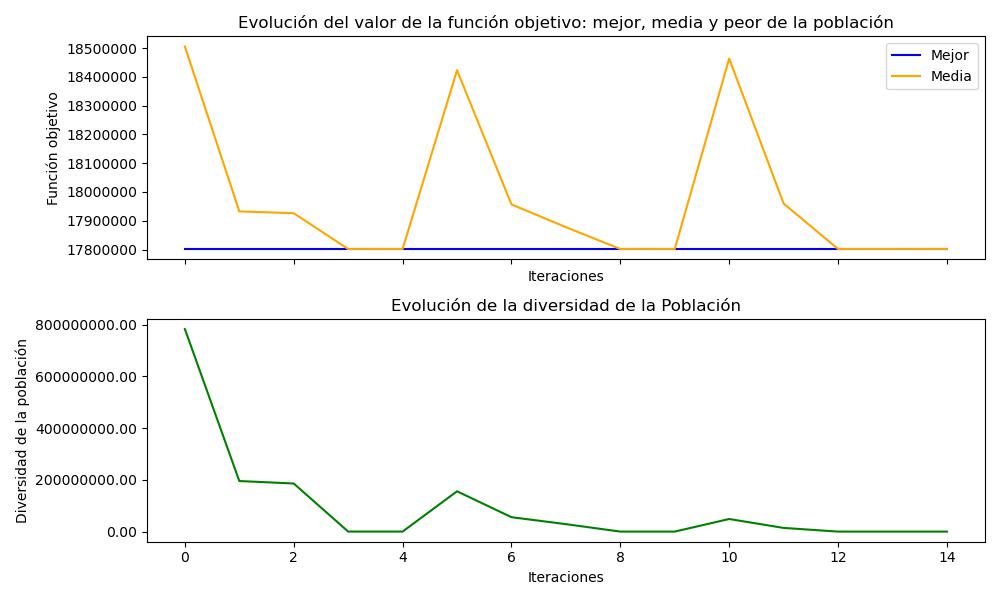 Evolución del valor de la función objetivo: mejor, media y peor de la población
18500000
18400000
18300000
18200000
18100000
18000000
17900000
17800000
Función objetivo
Mejor
Media
Iteraciones
Evolución de la diversidad de la Población
800000000.00
600000000.00
400000000.00
200000000.00
0.00
Diversidad de la población
0 2 4 6 8 10 12 14
Iteraciones